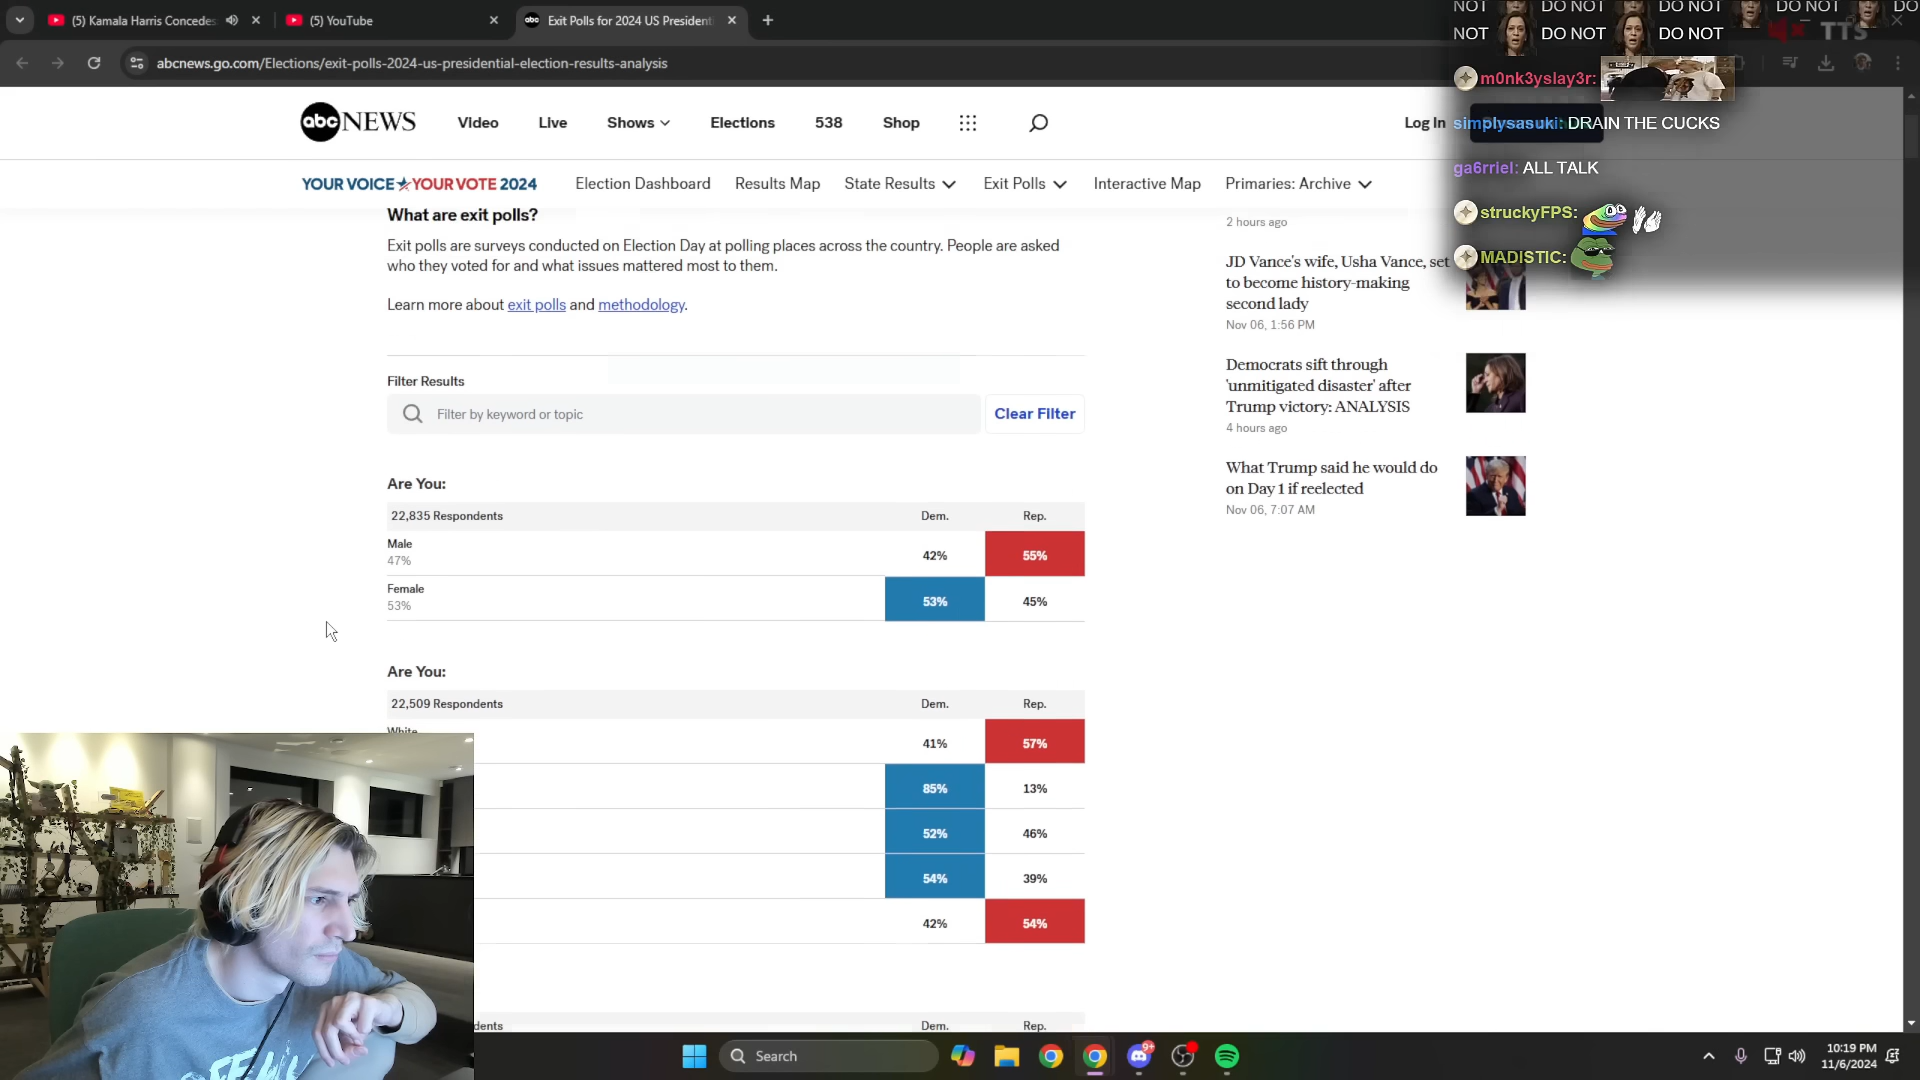 (5) Kamala Harris Concedes
(5) YouTube
abc
Exit Polls for 2024 US President
abcnews.go.com/Elections/exit-polls-2024-us-presidential-election-results-analysis
NOT DO NOT DO NOT DO NOT DO
NOT DO NOT DO NOT
TTS
m0nk3yslay3r:
simplysasuki: DRAIN THE CUCKS
ga6rriel: ALL TALK
struckyFPS:
MADISTIC:
abc NEWS
Video
Live
Shows
Elections
538
Shop
Log In
YOUR VOICE YOUR VOTE 2024
Election Dashboard
Results Map
State Results
Exit Polls
Interactive Map
Primaries: Archive
What are exit polls?
Exit polls are surveys conducted on Election Day at polling places across the country. People are asked
who they voted for and what issues mattered most to them.
Learn more about exit polls and methodology.
Filter Results
Filter by keyword or topic
Clear Filter
Are You:
22,835 Respondents Dem. Rep.
Male
47%
42% 55%
Female
53%
53% 45%
Are You:
22,509 Respondents Dem. Rep.
White
41% 57%
85% 13%
52% 46%
54% 39%
42% 54%
dents Dem. Rep.
2 hours ago
JD Vance's wife, Usha Vance, set
to become history-making
second lady
Nov 06, 1:56 PM
Democrats sift through
'unmitigated disaster' after
Trump victory: ANALYSIS
4 hours ago
What Trump said he would do
on Day 1 if reelected
Nov 06, 7:07 AM
Search
9+
10:19 PM
11/6/2024